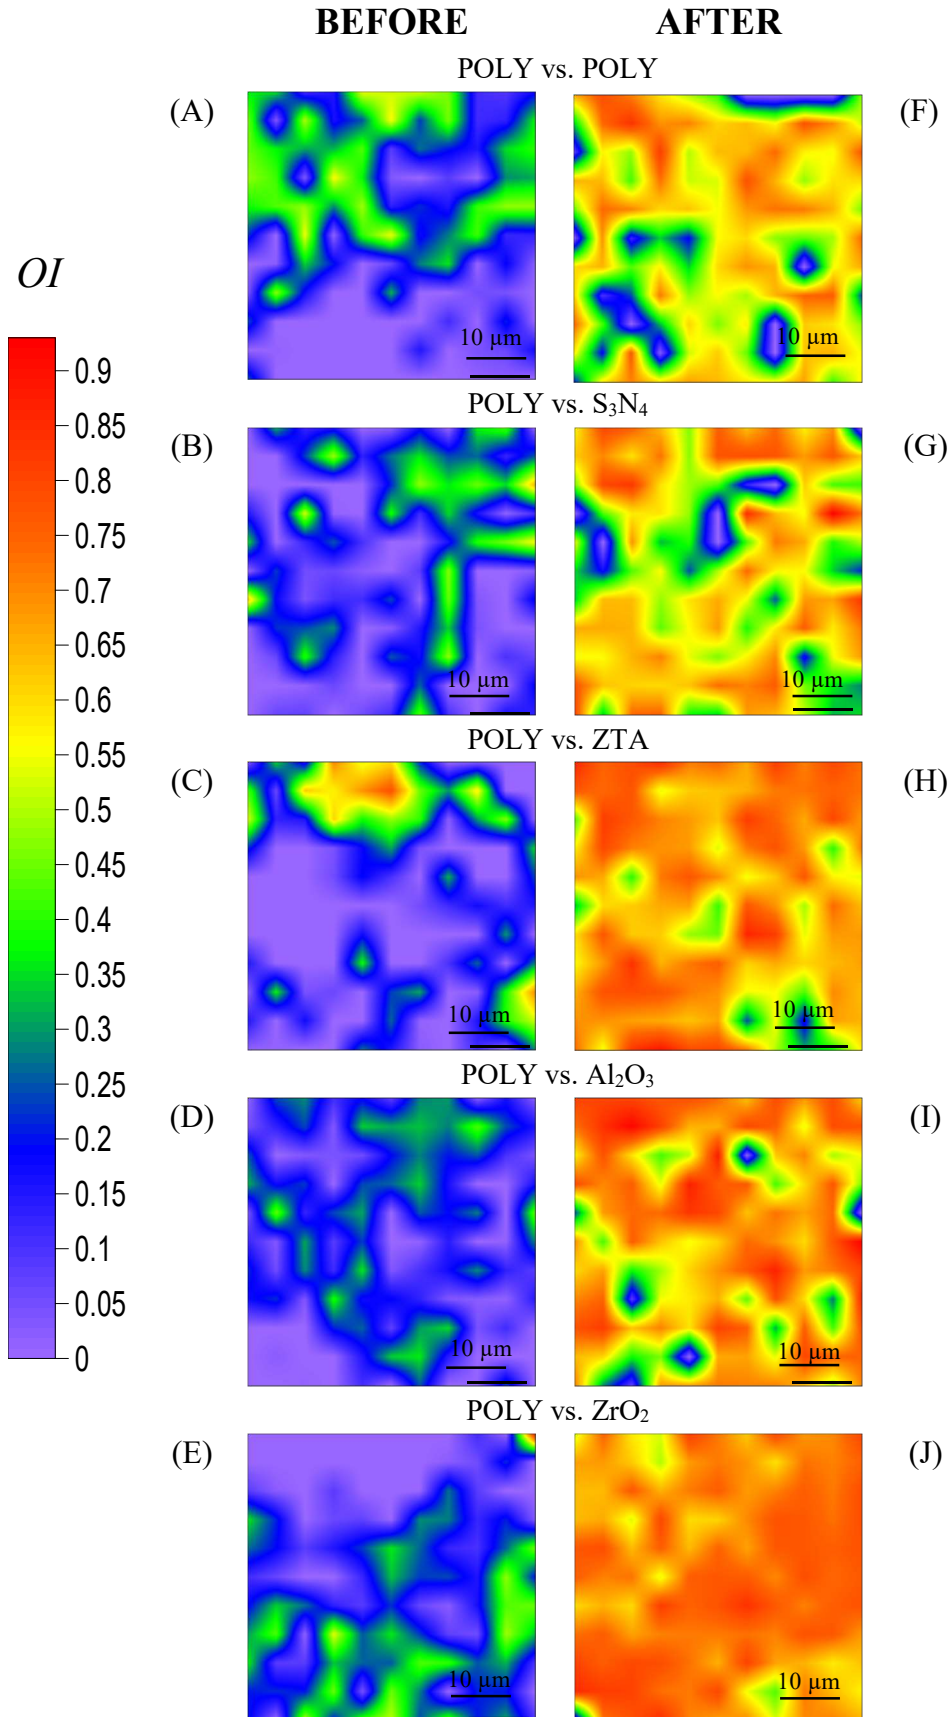 BEFORE AFTER
POLY vs. POLY
(A) (F)
10 µm 10 µm
POLY vs. S₃N₄
(B) (G)
10 µm 10 µm
POLY vs. ZTA
(C) (H)
10 µm 10 µm
POLY vs. Al₂O₃
(D) (I)
10 µm 10 µm
POLY vs. ZrO₂
(E) (J)
10 µm 10 µm
OI
0.9
0.85
0.8
0.75
0.7
0.65
0.6
0.55
0.5
0.45
0.4
0.35
0.3
0.25
0.2
0.15
0.1
0.05
0